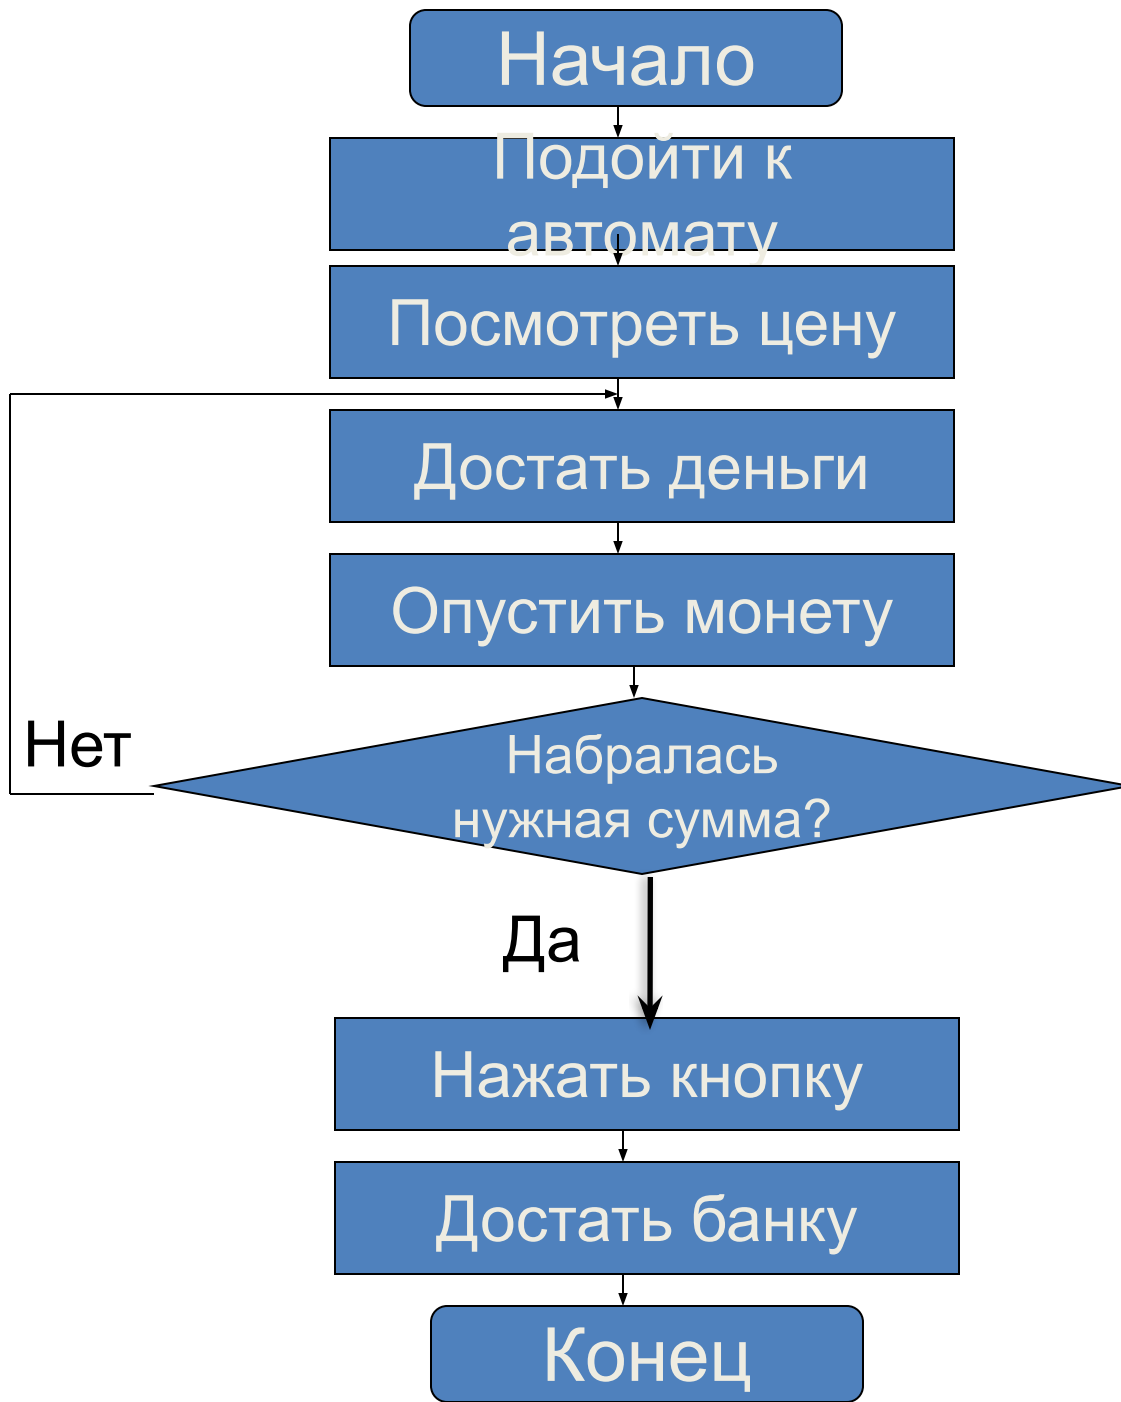 Начало
Подойти к
автомату
Посмотреть цену
Достать деньги
Опустить монету
Нет
Набралась
нужная сумма?
Да
Нажать кнопку
Достать банку
Конец